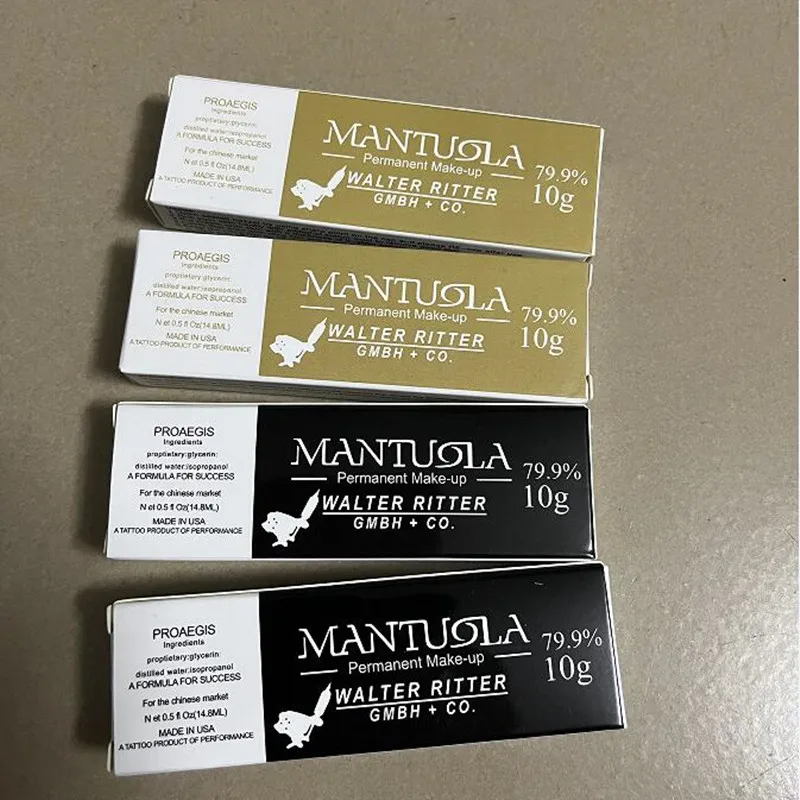 PROAEGIS
Ingredients
proptietary:glycerin:
distilled water:isopropanol
A FORMULA FOR SUCCESS
For the chinese market
N et 0.5 fl Oz(14.8ML)
MADE IN USA
A TATTOO PRODUCT OF PERFORMANCE
MANTUOLA
Permanent Make-up
WALTER RITTER
GMBH + CO.
79.9%
10g
PROAEGIS
Ingredients
proptietary:glycerin:
distilled water:isopropanol
A FORMULA FOR SUCCESS
For the chinese market
N et 0.5 fl Oz(14.8ML)
MADE IN USA
A TATTOO PRODUCT OF PERFORMANCE
MANTUOLA
Permanent Make-up
WALTER RITTER
GMBH + CO.
79.9%
10g
PROAEGIS
Ingredients
proptietary:glycerin:
distilled water:isopropanol
A FORMULA FOR SUCCESS
For the chinese market
N et 0.5 fl Oz(14.8ML)
MADE IN USA
A TATTOO PRODUCT OF PERFORMANCE
MANTUOLA
Permanent Make-up
WALTER RITTER
GMBH + CO.
79.9%
10g
PROAEGIS
Ingredients
proptietary:glycerin:
distilled water:isopropanol
A FORMULA FOR SUCCESS
For the chinese market
N et 0.5 fl Oz(14.8ML)
MADE IN USA
A TATTOO PRODUCT OF PERFORMANCE
MANTUOLA
Permanent Make-up
WALTER RITTER
GMBH + CO.
79.9%
10g